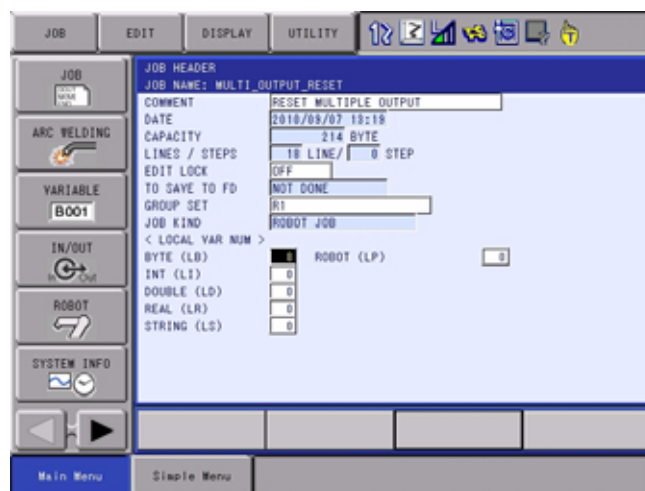 JOB EDIT DISPLAY UTILITY
JOB
ARC WELDING
VARIABLE
B001
IN/OUT
In Out
ROBOT
SYSTEM INFO
JOB HEADER
JOB NAME: MULTI_OUTPUT_RESET
COMMENT RESET MULTIPLE OUTPUT
DATE 2010/09/07 13:19
CAPACITY 214 BYTE
LINES / STEPS 18 LINE/ 0 STEP
EDIT LOCK OFF
TO SAVE TO FD NOT DONE
GROUP SET R1
JOB KIND ROBOT JOB
< LOCAL VAR NUM >
BYTE (LB) 0 ROBOT (LP) 0
INT (LI) 0
DOUBLE (LD) 0
REAL (LR) 0
STRING (LS) 0
Main Menu Simple Menu